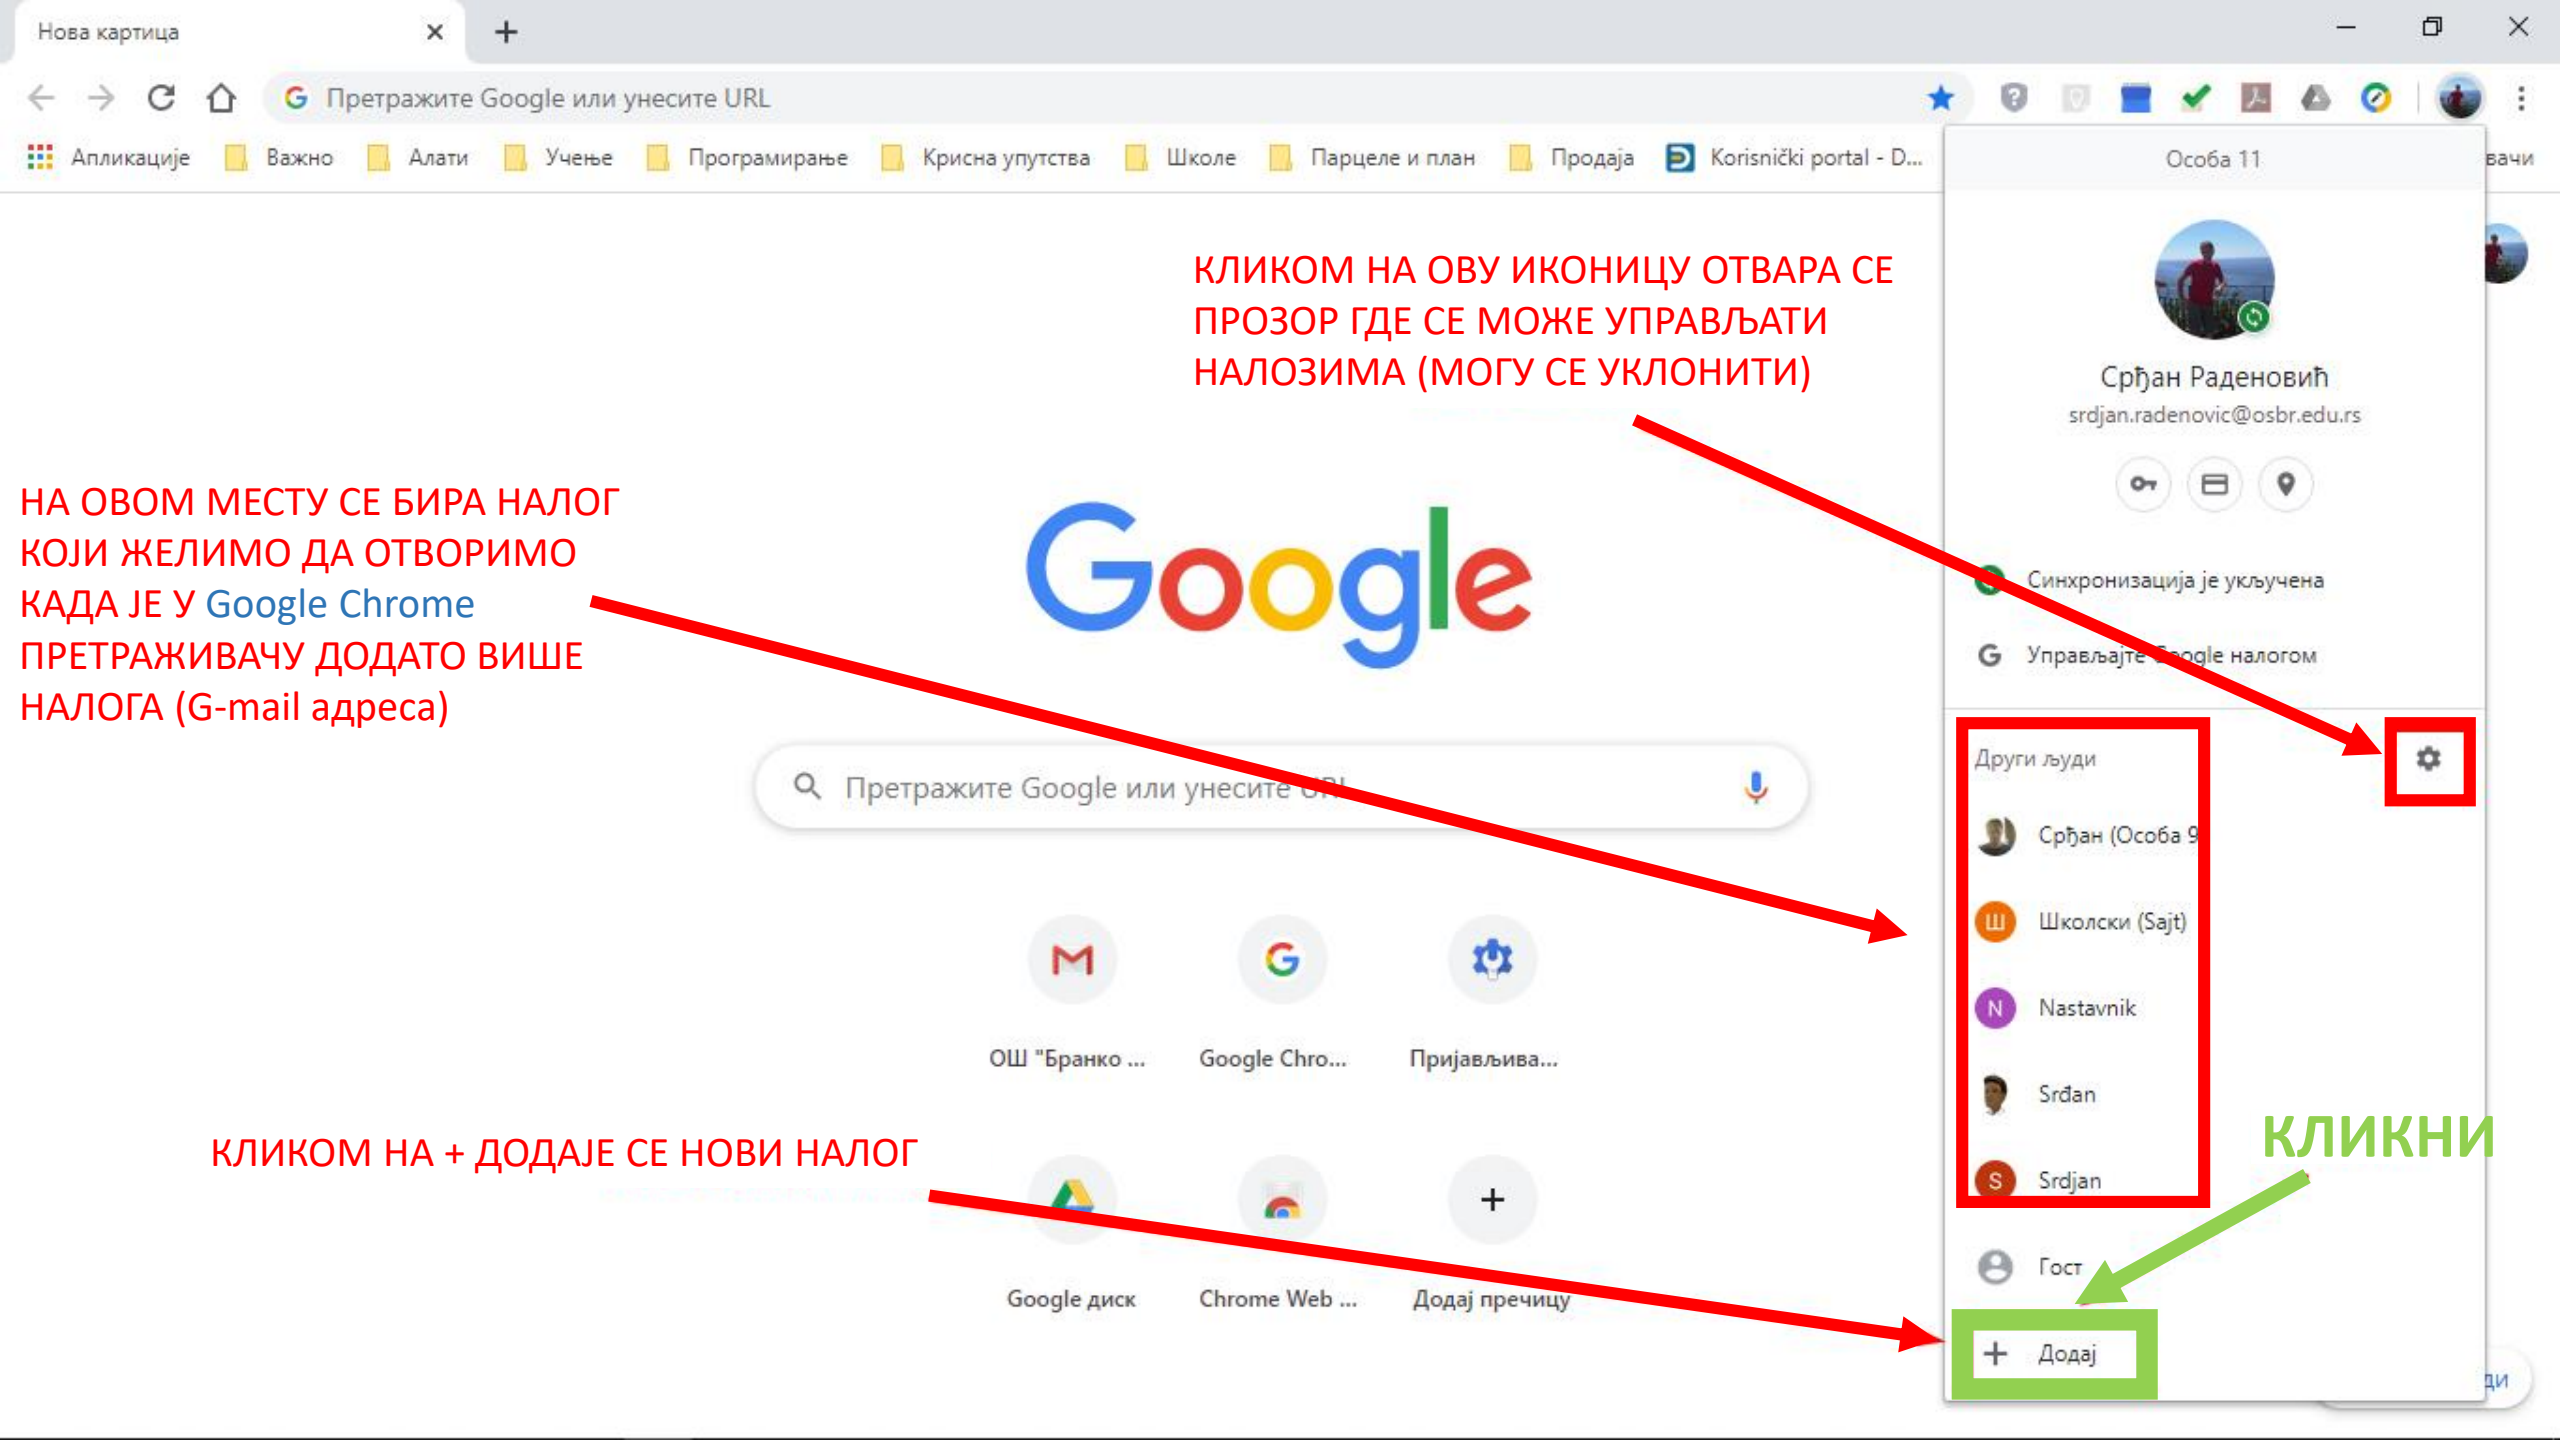 Нова картица
Претражите Google или унесите URL
Апликације
Важно
Алати
Учење
Програмирање
Крисна упутства
Школе
Парцеле и план
Продаја
Korisnički portal - D...
Особа 11
КЛИКОМ НА ОВУ ИКОНИЦУ ОТВАРА СЕ
ПРОЗОР ГДЕ СЕ МОЖЕ УПРАВЉАТИ
НАЛОЗИМА (МОГУ СЕ УКЛОНИТИ)
Срђан Раденовић
srdjan.radenovic@osbr.edu.rs
НА ОВОМ МЕСТУ СЕ БИРА НАЛОГ
КОЈИ ЖЕЛИМО ДА ОТВОРИМО
КАДА ЈЕ У Google Chrome
ПРЕТРАЖИВАЧУ ДОДАТО ВИШЕ
НАЛОГА (G-mail адреса)
Google
Синхронизација је укључена
Управљајте Google налогом
Други људи
Претражите Google или унесите URL
Срђан (Особа 9
Ш Школски (Sajt)
N Nastavnik
Srđan
S Srdjan
ОШ "Бранко ...
Google Chro...
Пријављива...
КЛИКНИ
КЛИКОМ НА + ДОДАЈЕ СЕ НОВИ НАЛОГ
Гост
Google диск
Chrome Web ...
Додај пречицу
+ Додај